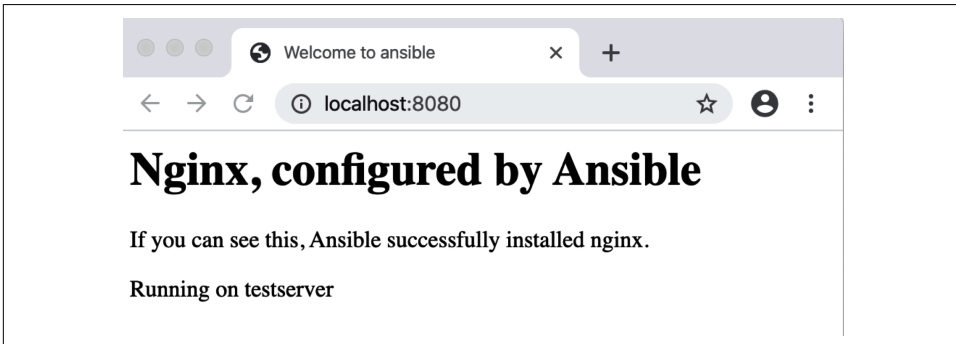 Welcome to ansible
localhost:8080
Nginx, configured by Ansible
If you can see this, Ansible successfully installed nginx.
Running on testserver